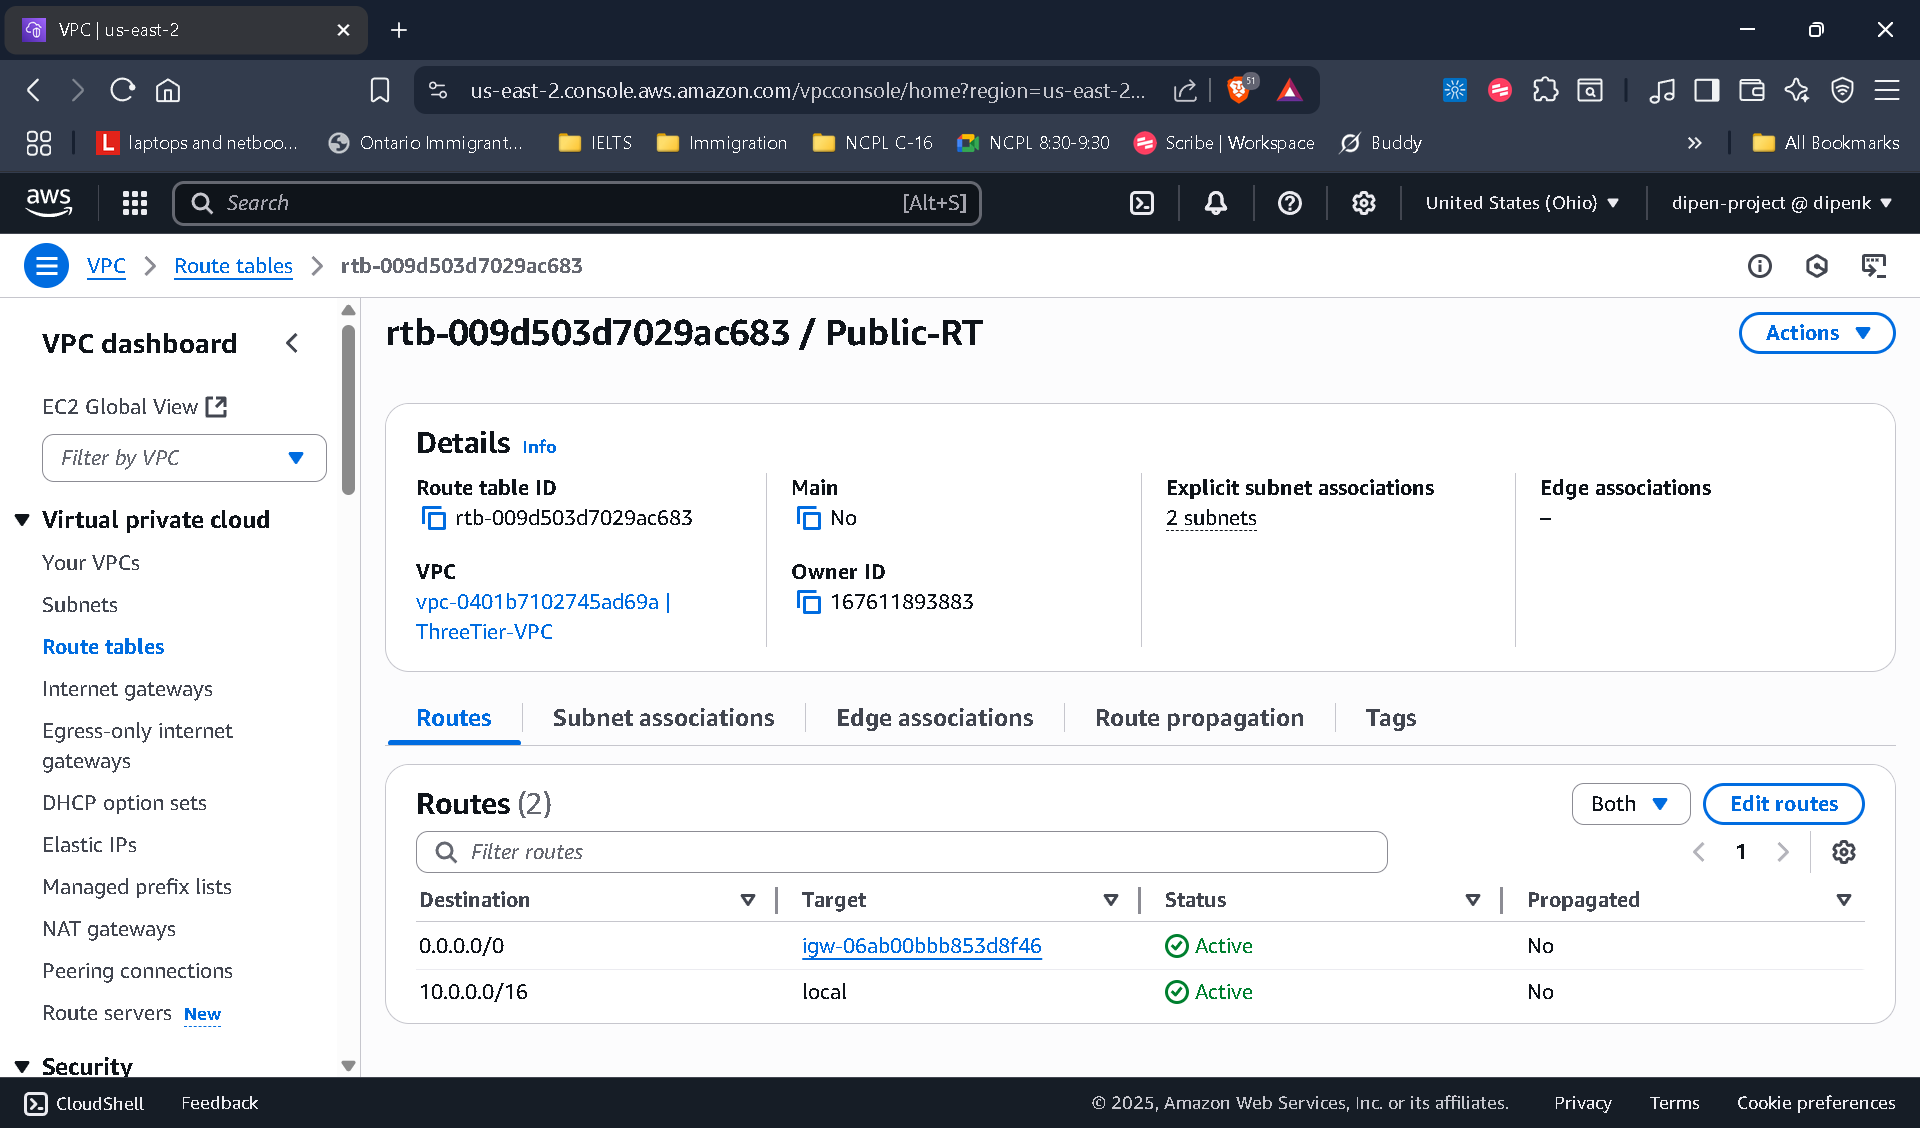 VPC | us-east-2
us-east-2.console.aws.amazon.com/vpcconsole/home?region=us-east-2...
51
L laptops and netboo...
Ontario Immigrant...
IELTS
Immigration
NCPL C-16
NCPL 8:30-9:30
Scribe | Workspace
Buddy
All Bookmarks
aws
Search
[Alt+S]
United States (Ohio)
dipen-project @ dipenk
VPC
Route tables
rtb-009d503d7029ac683
VPC dashboard
EC2 Global View
Filter by VPC
Virtual private cloud
Your VPCs
Subnets
Route tables
Internet gateways
Egress-only internet
gateways
DHCP option sets
Elastic IPs
Managed prefix lists
NAT gateways
Peering connections
Route servers New
Security
rtb-009d503d7029ac683 / Public-RT
Actions
Details Info
Route table ID
rtb-009d503d7029ac683
Main
No
Explicit subnet associations
2 subnets
Edge associations
–
VPC
vpc-0401b7102745ad69a |
ThreeTier-VPC
Owner ID
167611893883
Routes
Subnet associations
Edge associations
Route propagation
Tags
Routes (2)
Both
Edit routes
Filter routes
1
Destination Target Status Propagated
0.0.0.0/0 igw-06ab00bbb853d8f46 Active No
10.0.0.0/16 local Active No
CloudShell
Feedback
© 2025, Amazon Web Services, Inc. or its affiliates.
Privacy
Terms
Cookie preferences